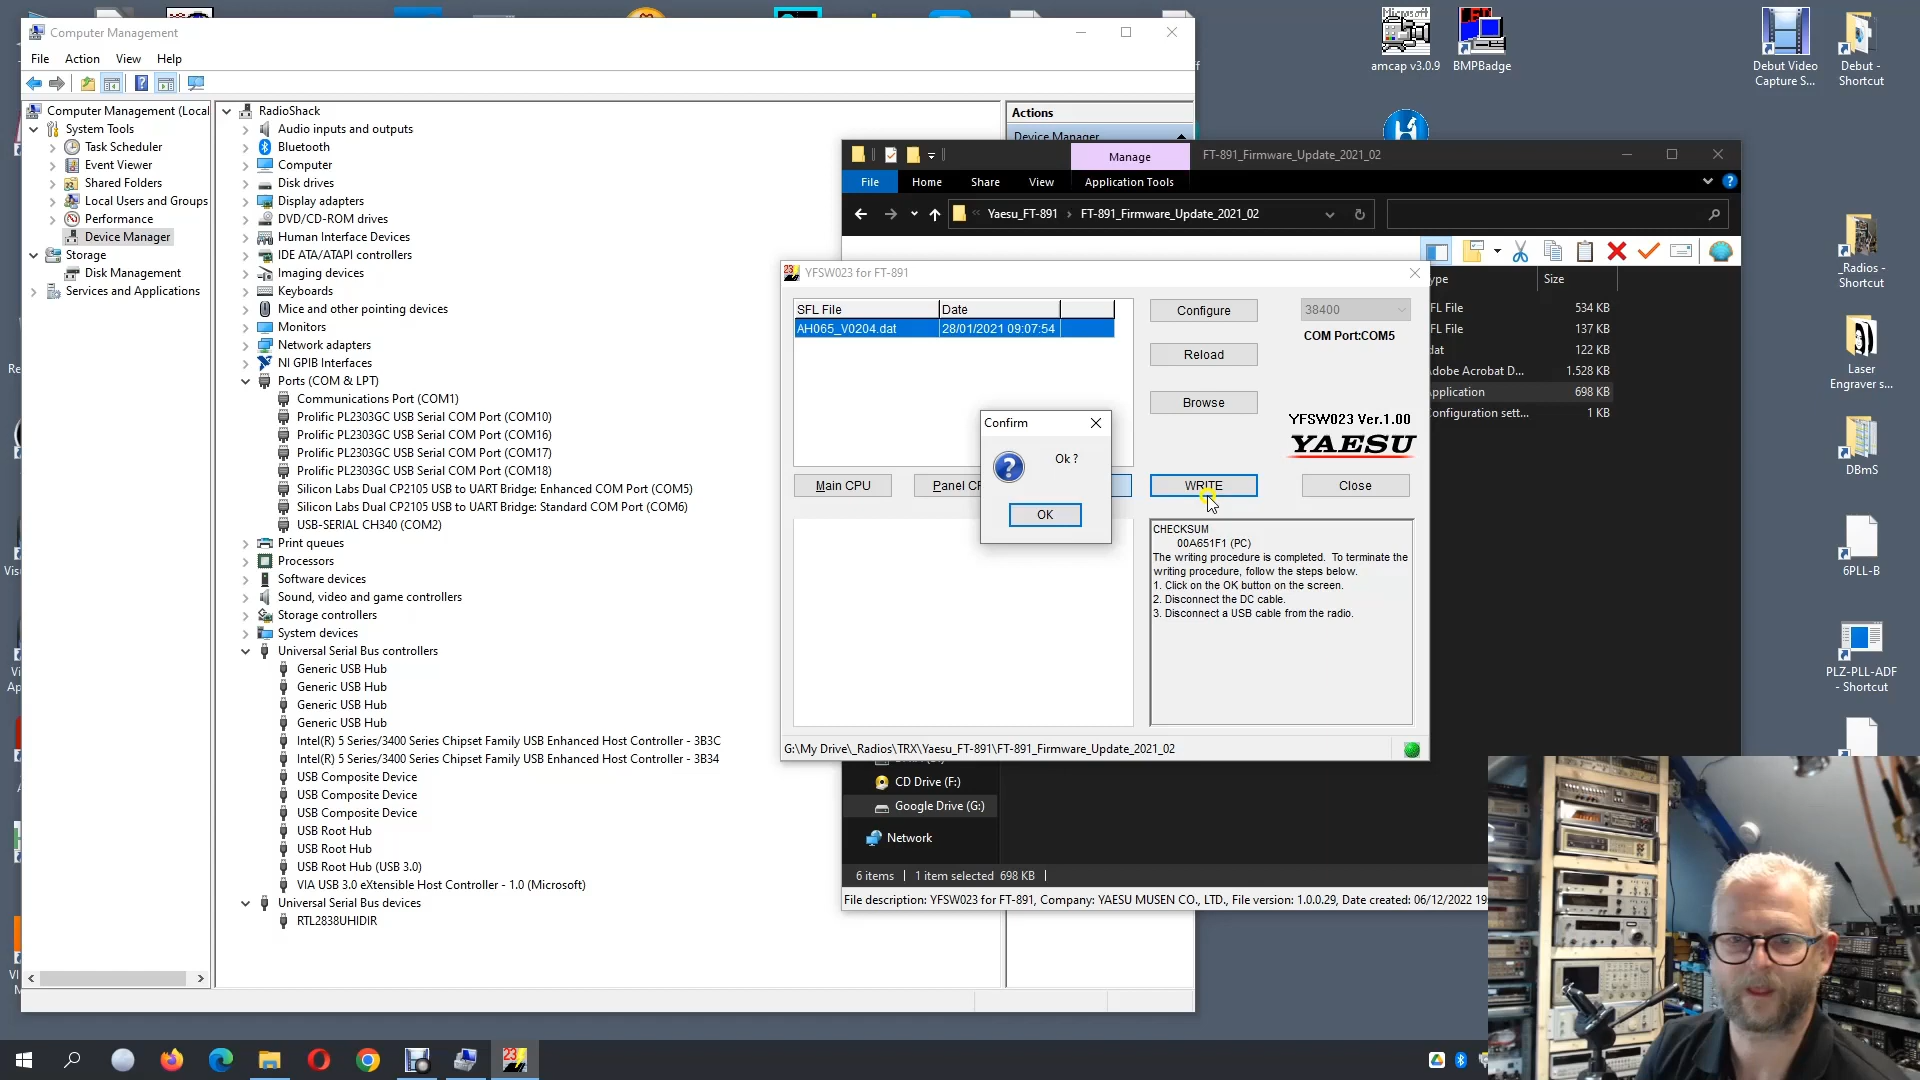 Computer Management
File Action View Help
Computer Management (Local
System Tools
Task Scheduler
Event Viewer
Shared Folders
Local Users and Groups
Performance
Device Manager
Storage
Disk Management
Services and Applications
RadioShack
Audio inputs and outputs
Bluetooth
Computer
Disk drives
Display adapters
DVD/CD-ROM drives
Human Interface Devices
IDE ATA/ATAPI controllers
Imaging devices
Keyboards
Mice and other pointing devices
Monitors
Network adapters
NI GPIB Interfaces
Ports (COM & LPT)
Communications Port (COM1)
Prolific PL2303GC USB Serial COM Port (COM10)
Prolific PL2303GC USB Serial COM Port (COM16)
Prolific PL2303GC USB Serial COM Port (COM17)
Prolific PL2303GC USB Serial COM Port (COM18)
Silicon Labs Dual CP2105 USB to UART Bridge: Enhanced COM Port (COM5)
Silicon Labs Dual CP2105 USB to UART Bridge: Standard COM Port (COM6)
USB-SERIAL CH340 (COM2)
Print queues
Processors
Software devices
Sound, video and game controllers
Storage controllers
System devices
Universal Serial Bus controllers
Generic USB Hub
Generic USB Hub
Generic USB Hub
Generic USB Hub
Intel(R) 5 Series/3400 Series Chipset Family USB Enhanced Host Controller - 3B3C
Intel(R) 5 Series/3400 Series Chipset Family USB Enhanced Host Controller - 3B34
USB Composite Device
USB Composite Device
USB Composite Device
USB Root Hub
USB Root Hub
USB Root Hub (USB 3.0)
VIA USB 3.0 eXtensible Host Controller - 1.0 (Microsoft)
Universal Serial Bus devices
RTL2838UHIDIR
Actions
Device Manager
Manage
FT-891_Firmware_Update_2021_02
File Home Share View Application Tools
Yaesu_FT-891 › FT-891_Firmware_Update_2021_02
ype Size
FL File 534 KB
FL File 137 KB
dat 122 KB
Adobe Acrobat D... 1.528 KB
Application 698 KB
onfiguration sett... 1 KB
YFSW023 for FT-891
SFL File Date
AH065_V0204.dat 28/01/2021 09:07:54
Configure
38400
COM Port:COM5
Reload
Browse
YFSW023 Ver.1.00
YAESU
Main CPU
Panel CP
WRITE
Close
Confirm
Ok ?
OK
CHECKSUM
00A651F1 (PC)
The writing procedure is completed. To terminate the
writing procedure, follow the steps below.
1. Click on the OK button on the screen.
2. Disconnect the DC cable.
3. Disconnect a USB cable from the radio.
G:\My Drive\_Radios\TRX\Yaesu_FT-891\FT-891_Firmware_Update_2021_02
CD Drive (F:)
Google Drive (G:)
Network
6 items 1 item selected 698 KB
File description: YFSW023 for FT-891, Company: YAESU MUSEN CO., LTD., File version: 1.0.0.29, Date created: 06/12/2022 19
Microsoft
amcap v3.0.9
BMPBadge
Debut Video
Capture S...
Debut -
Shortcut
_Radios -
Shortcut
Laser
Engraver s...
DBmS
6PLL-B
PLZ-PLL-ADF
- Shortcut
23